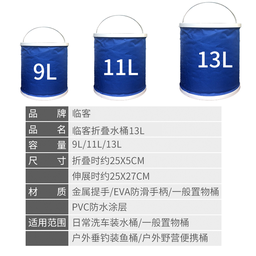 9L
11L
13L
品 牌 临客
品 名 临客折叠水桶13L
容 量 9L/11L/13L
尺 寸 折叠时约25X5CM
伸展时约25X27CM
材 质 金属提手/EVA防滑手柄/一般置物桶
PVC防水涂层
适用范围 日常洗车装水桶/一般置物桶
户外垂钓装鱼桶/户外野营便携桶